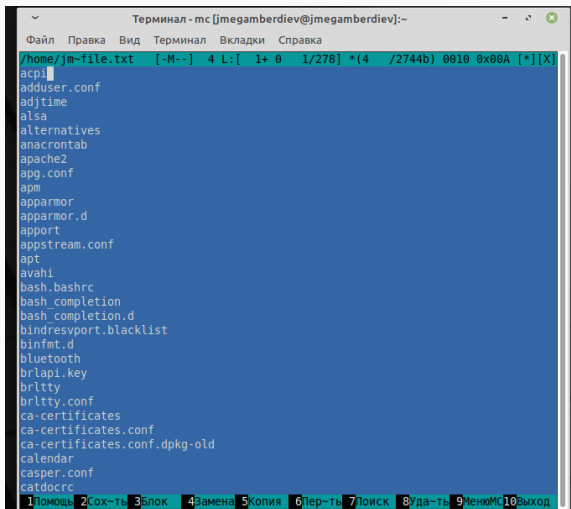 Терминал - mc [jmegamberdiev@jmegamberdiev]:~
Файл Правка Вид Терминал Вкладки Справка
/home/jm~file.txt [-M--] 4 L:[ 1+ 0 1/278] *(4 /2744b) 0010 0x00A [*][X]
acpi
adduser.conf
adjtime
alsa
alternatives
anacrontab
apache2
apg.conf
apm
apparmor
apparmor.d
apport
appstream.conf
apt
avahi
bash.bashrc
bash_completion
bash_completion.d
bindresvport.blacklist
binfmt.d
bluetooth
brlapi.key
brltty
brltty.conf
ca-certificates
ca-certificates.conf
ca-certificates.conf.dpkg-old
calendar
casper.conf
catdocrc
1Помощь 2Сох~ть 3Блок 4Замена 5Копия 6Пер~ть 7Поиск 8Уда~ть 9МенюMC 10Выход